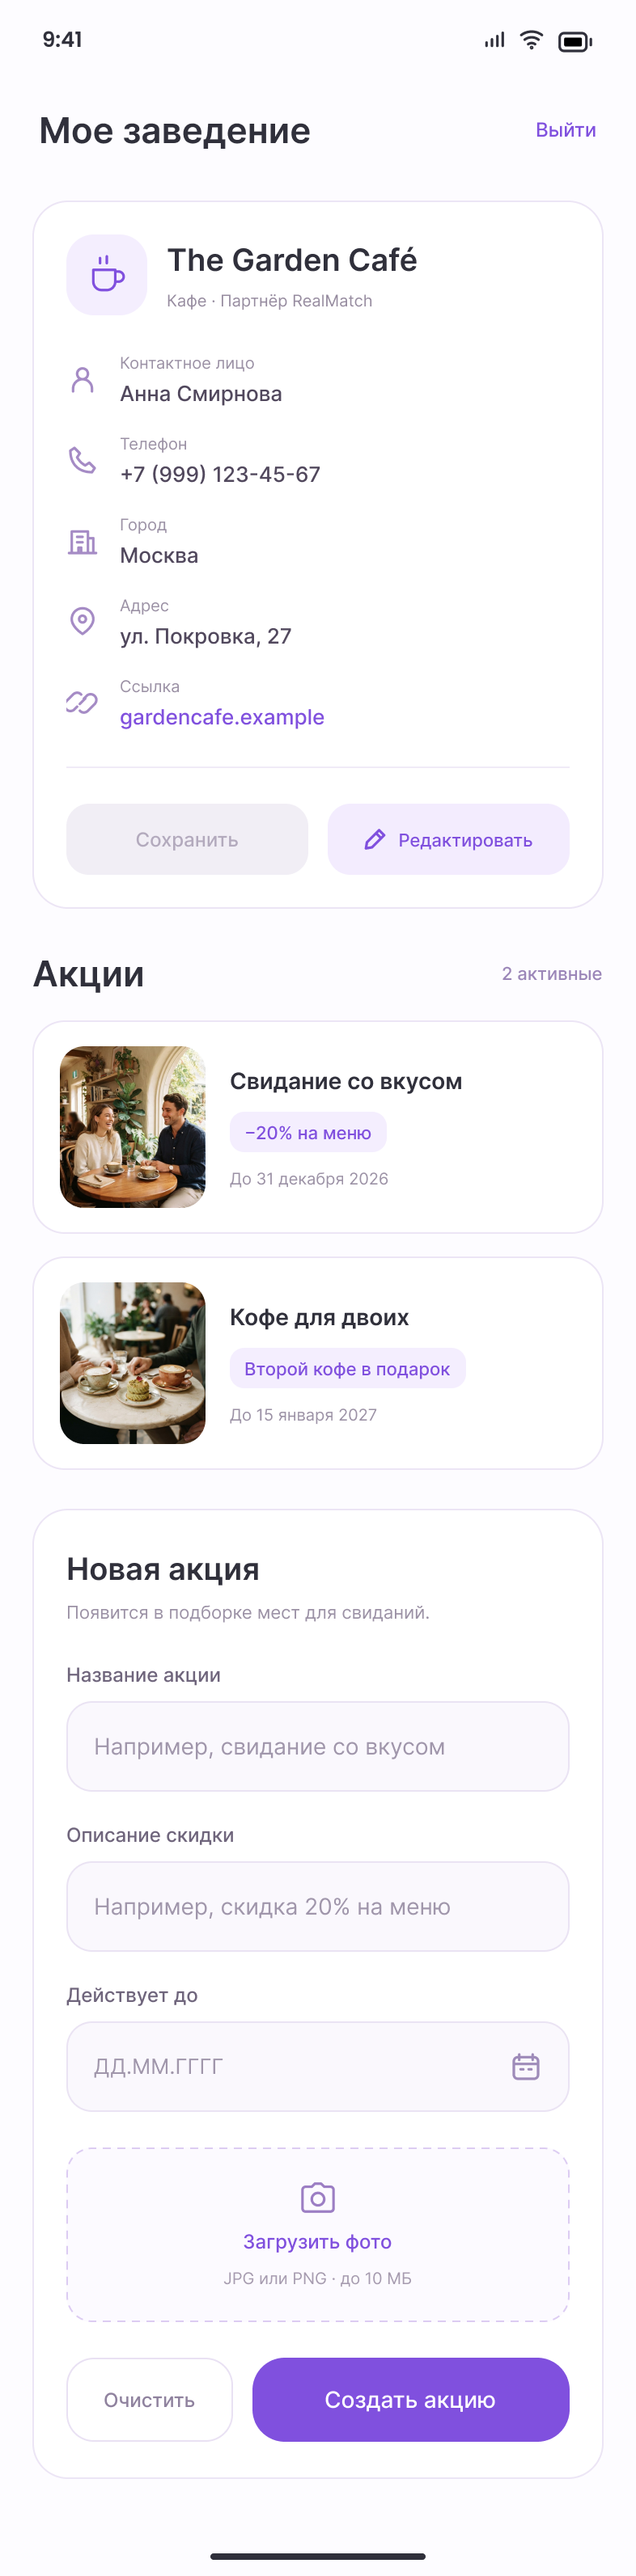 9:41
Мое заведение
Выйти
The Garden Café
Кафе · Партнёр RealMatch
Контактное лицо
Анна Смирнова
Телефон
+7 (999) 123-45-67
Город
Москва
Адрес
ул. Покровка, 27
Ссылка
gardencafe.example
Сохранить
Редактировать
Акции
2 активные
Свидание со вкусом
−20% на меню
До 31 декабря 2026
Кофе для двоих
Второй кофе в подарок
До 15 января 2027
Новая акция
Появится в подборке мест для свиданий.
Название акции
Например, свидание со вкусом
Описание скидки
Например, скидка 20% на меню
Действует до
ДД.ММ.ГГГГ
Загрузить фото
JPG или PNG · до 10 МБ
Очистить
Создать акцию